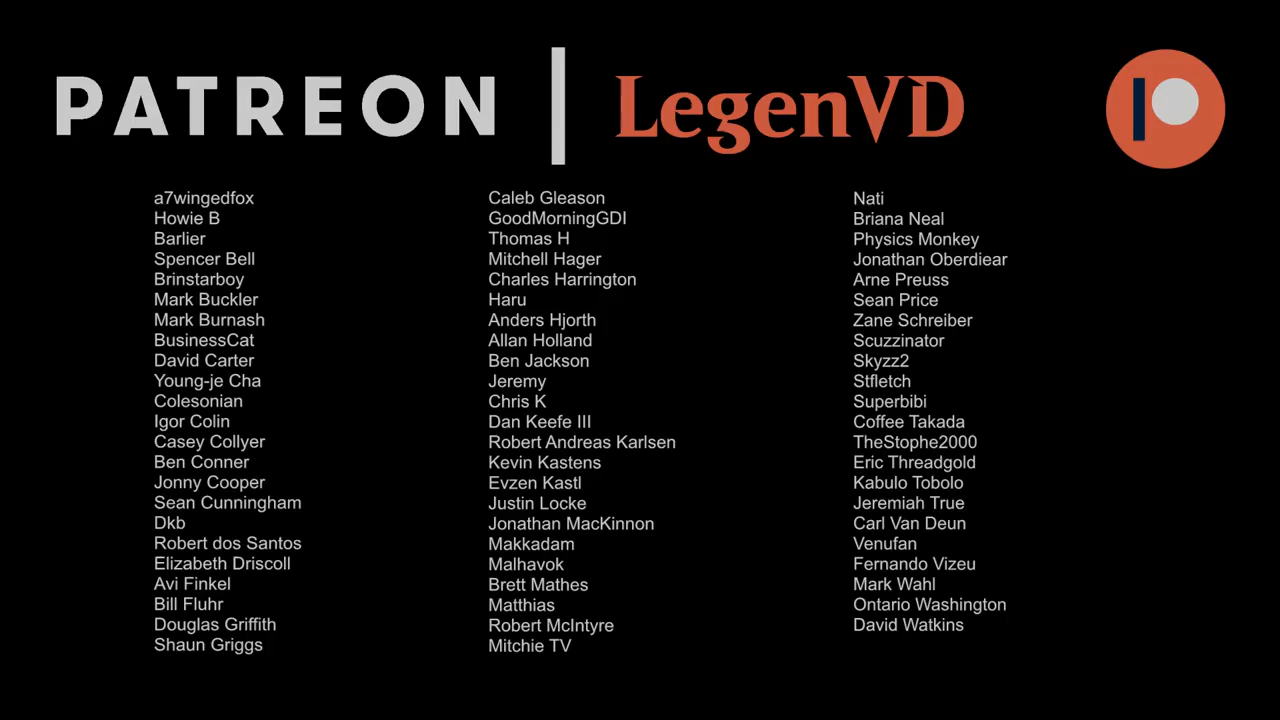 PATREON | LegenVD
a7wingedfox
Howie B
Barlier
Spencer Bell
Brinstarboy
Mark Buckler
Mark Burnash
BusinessCat
David Carter
Young-je Cha
Colesonian
Igor Colin
Casey Collyer
Ben Conner
Jonny Cooper
Sean Cunningham
Dkb
Robert dos Santos
Elizabeth Driscoll
Avi Finkel
Bill Fluhr
Douglas Griffith
Shaun Griggs
Caleb Gleason
GoodMorningGDI
Thomas H
Mitchell Hager
Charles Harrington
Haru
Anders Hjorth
Allan Holland
Ben Jackson
Jeremy
Chris K
Dan Keefe III
Robert Andreas Karlsen
Kevin Kastens
Evzen Kastl
Justin Locke
Jonathan MacKinnon
Makkadam
Malhavok
Brett Mathes
Matthias
Robert McIntyre
Mitchie TV
Nati
Briana Neal
Physics Monkey
Jonathan Oberdiear
Arne Preuss
Sean Price
Zane Schreiber
Scuzzinator
Skyzz2
Stfletch
Superbibi
Coffee Takada
TheStophe2000
Eric Threadgold
Kabulo Tobolo
Jeremiah True
Carl Van Deun
Venufan
Fernando Vizeu
Mark Wahl
Ontario Washington
David Watkins